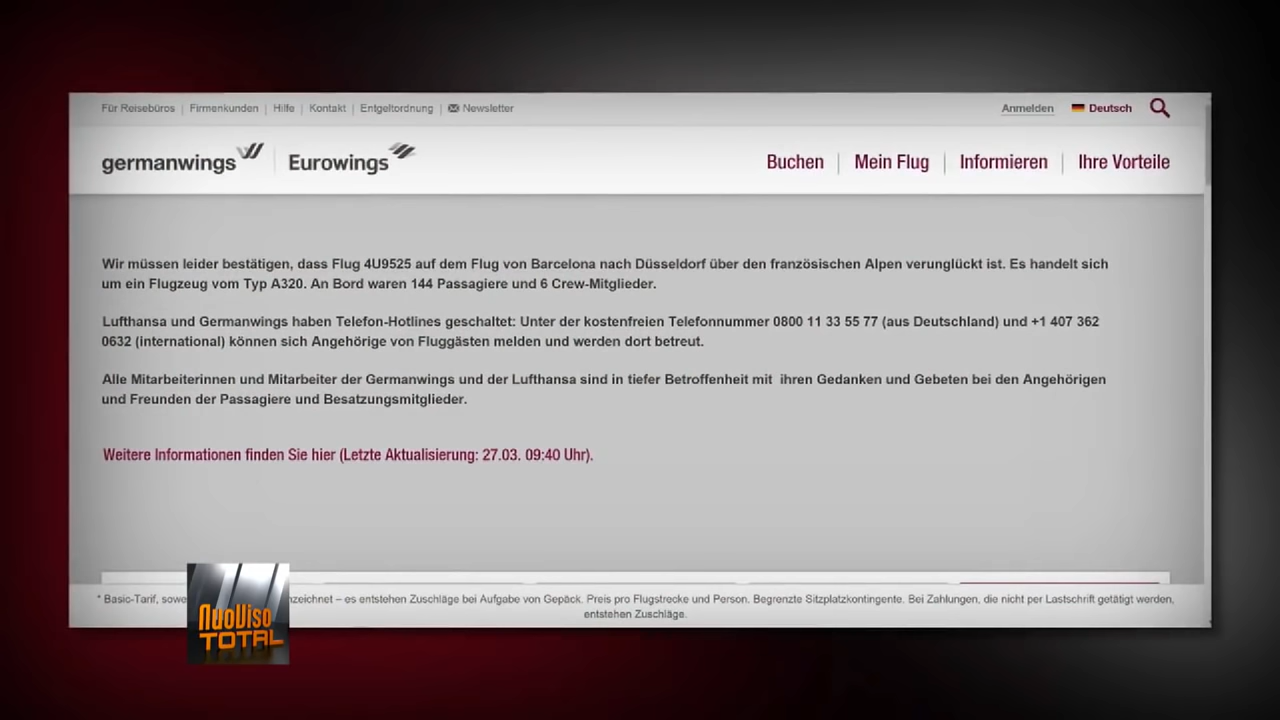 Für Reisebüros | Firmenkunden | Hilfe | Kontakt | Entgeltordnung | Newsletter
Anmelden Deutsch
germanwings Eurowings
Buchen | Mein Flug | Informieren | Ihre Vorteile
Wir müssen leider bestätigen, dass Flug 4U9525 auf dem Flug von Barcelona nach Düsseldorf über den französischen Alpen verunglückt ist. Es handelt sich
um ein Flugzeug vom Typ A320. An Bord waren 144 Passagiere und 6 Crew-Mitglieder.
Lufthansa und Germanwings haben Telefon-Hotlines geschaltet: Unter der kostenfreien Telefonnummer 0800 11 33 55 77 (aus Deutschland) und +1 407 362
0632 (international) können sich Angehörige von Fluggästen melden und werden dort betreut.
Alle Mitarbeiterinnen und Mitarbeiter der Germanwings und der Lufthansa sind in tiefer Betroffenheit mit  ihren Gedanken und Gebeten bei den Angehörigen
und Freunden der Passagiere und Besatzungsmitglieder.
Weitere Informationen finden Sie hier (Letzte Aktualisierung: 27.03. 09:40 Uhr).
* Basic-Tarif, – es entstehen Zuschläge bei Aufgabe von Gepäck. Preis pro Flugstrecke und Person. Begrenzte Sitzplatzkontingente. Bei Zahlungen, die nicht per Lastschrift getätigt werden,
entstehen Zuschläge.
NuoViso
TOTAL